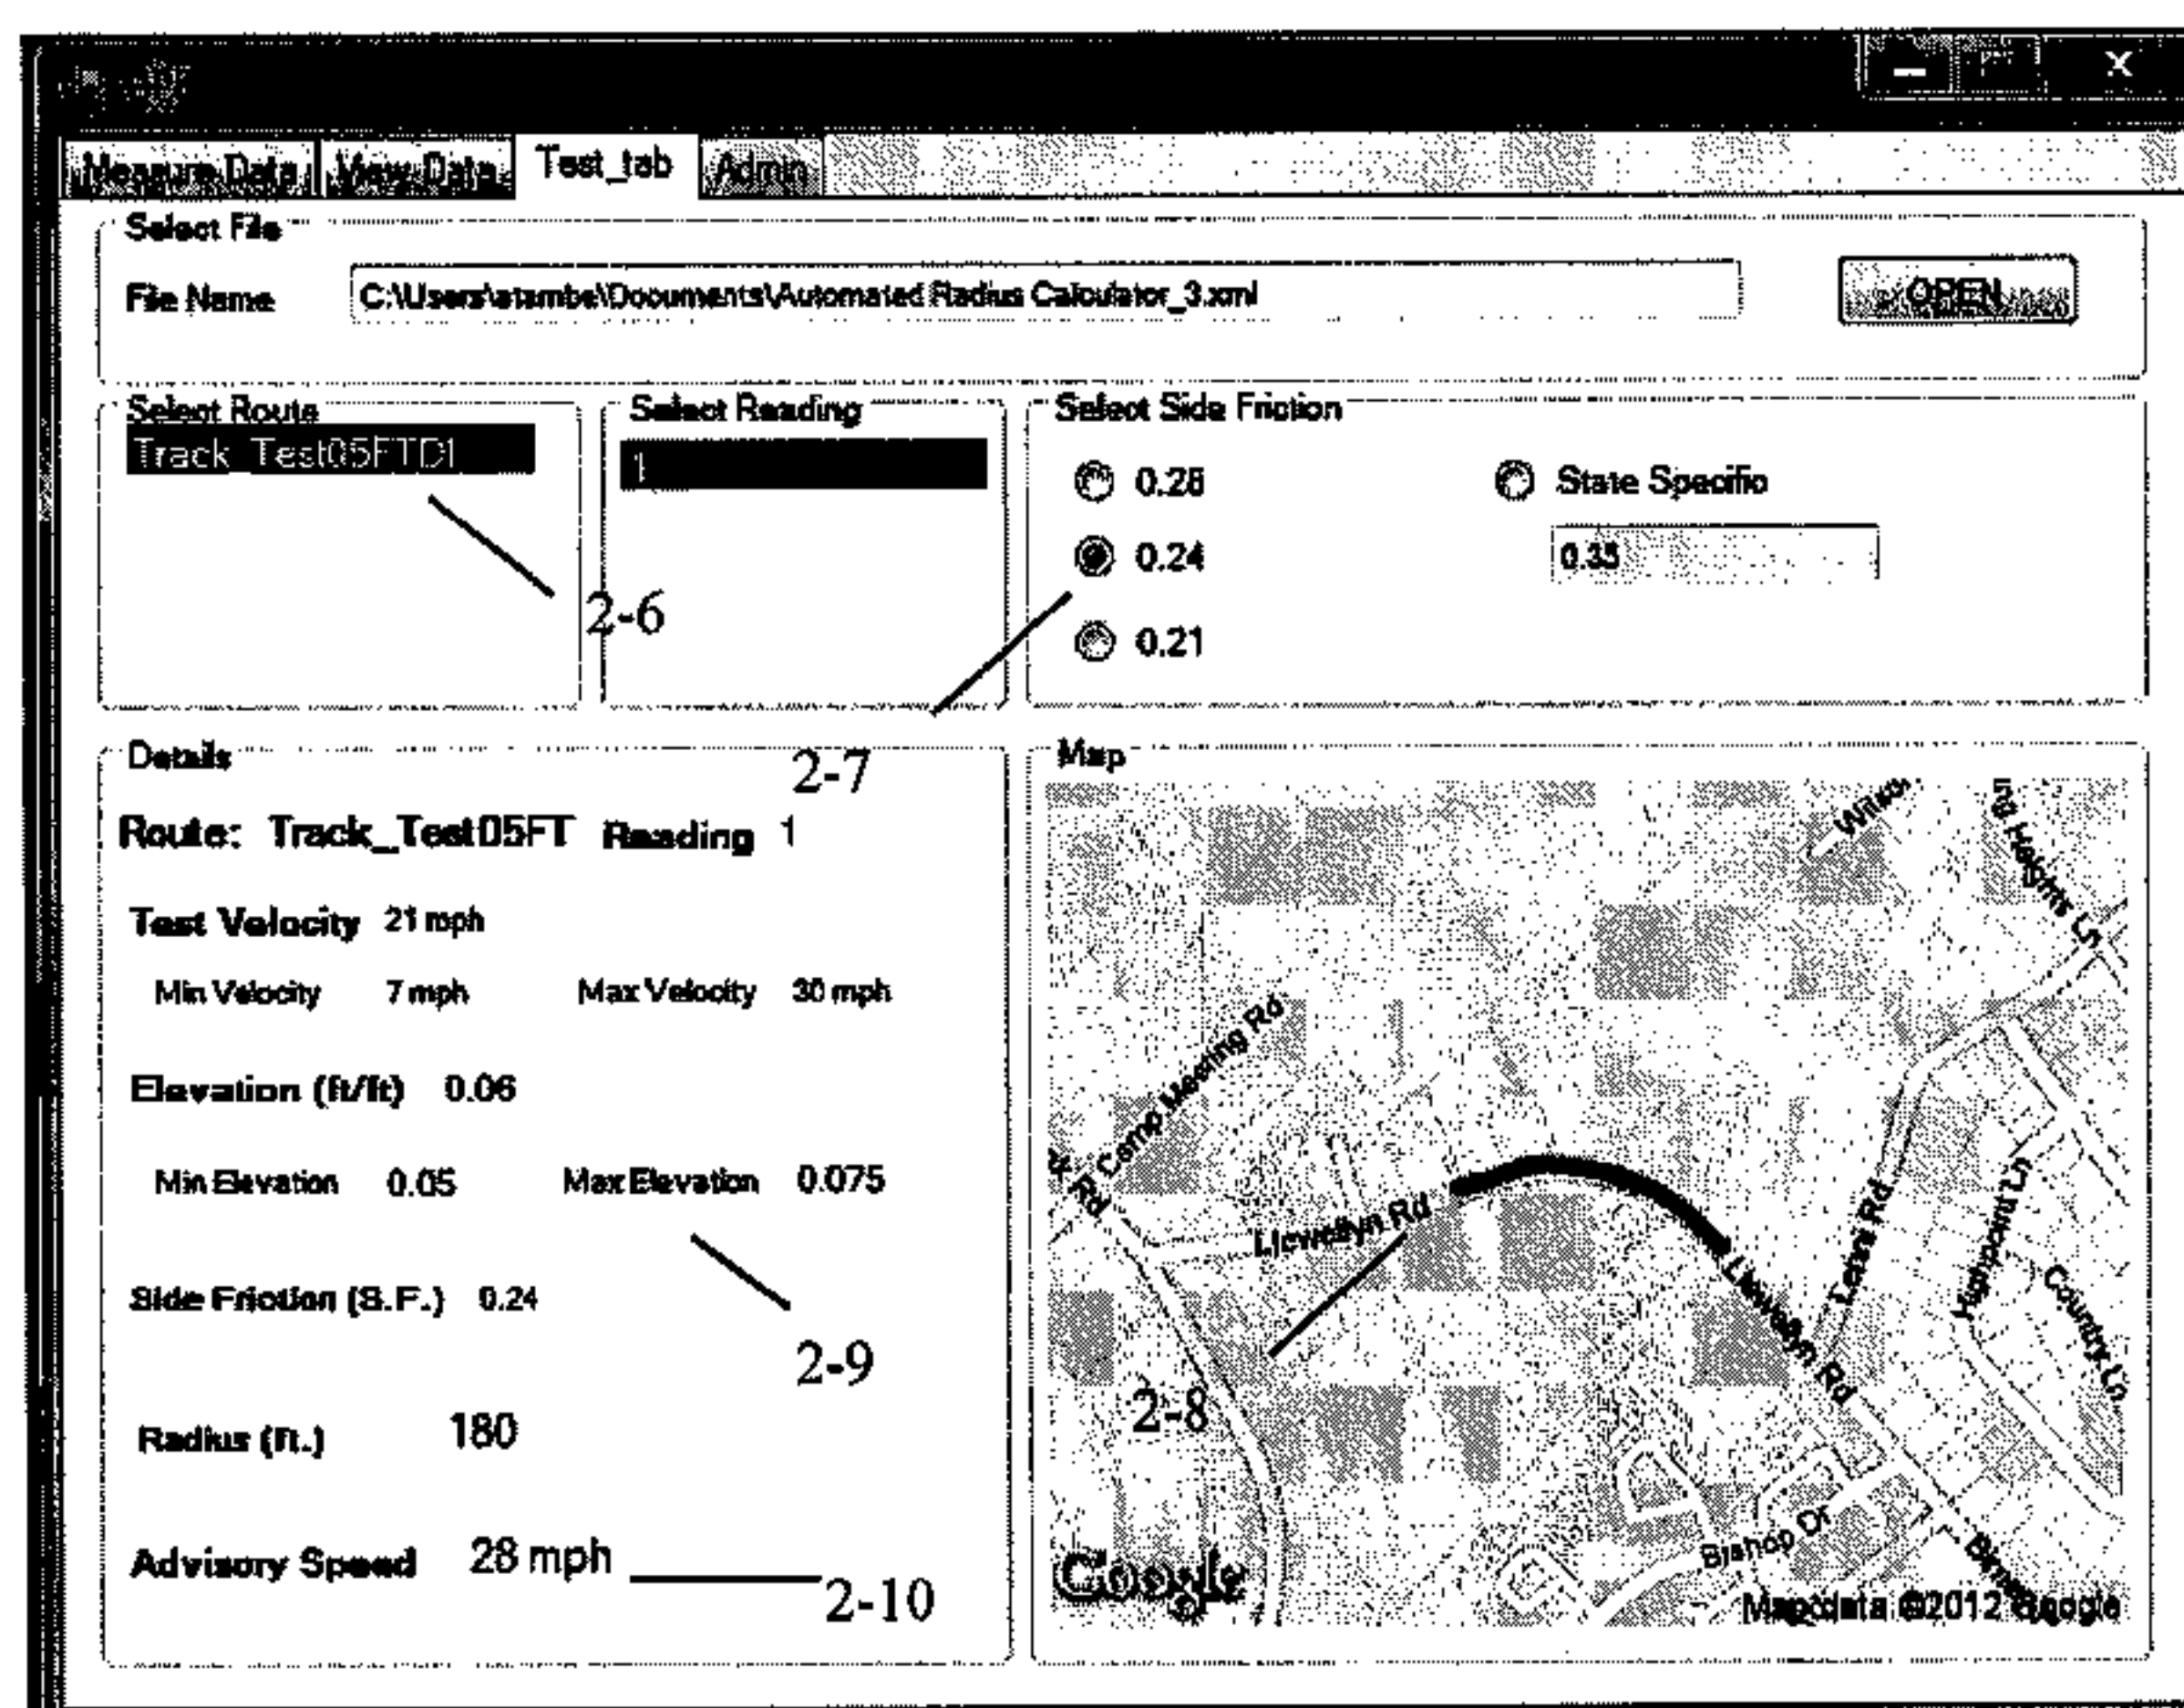 Measure Data View Data Test_tab Admin
Select File
File Name C:\Users\atambe\Documents\Automated Radius Calculator_3.xml OPEN
Select Route Select Reading Select Side Friction
Track_Test05FTD1 1 0.28 State Specific
0.24 0.35
2-6
0.21
Details 2-7 Map
Route: Track_Test05FT Reading 1
Test Velocity 21 mph
Min Velocity 7 mph Max Velocity 30 mph
Elevation (ft/ft) 0.06
Min Elevation 0.05 Max Elevation 0.075
Side Friction (S.F.) 0.24
2-9
Radius (ft.) 180
Advisory Speed 28 mph
2-10
Heights Ln
Camp Meeting Rd
Rd
Llewellyn Rd
Llewellyn Rd
Lenni Rd
Highpoint Ln
Country Ln
2-8
Bishop Dr
Google
Map data ©2012 Google